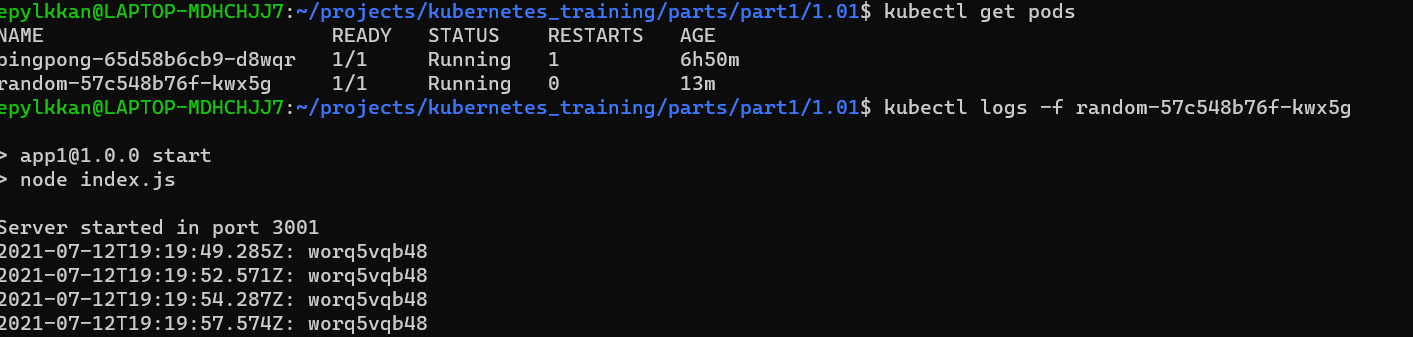 epylkkan@LAPTOP-MDHCHJJ7:~/projects/kubernetes_training/parts/part1/1.01$ kubectl get pods
NAME READY STATUS RESTARTS AGE
pingpong-65d58b6cb9-d8wqr 1/1 Running 1 6h50m
random-57c548b76f-kwx5g 1/1 Running 0 13m
epylkkan@LAPTOP-MDHCHJJ7:~/projects/kubernetes_training/parts/part1/1.01$ kubectl logs -f random-57c548b76f-kwx5g
> app1@1.0.0 start
> node index.js
Server started in port 3001
2021-07-12T19:19:49.285Z: worq5vqb48
2021-07-12T19:19:52.571Z: worq5vqb48
2021-07-12T19:19:54.287Z: worq5vqb48
2021-07-12T19:19:57.574Z: worq5vqb48